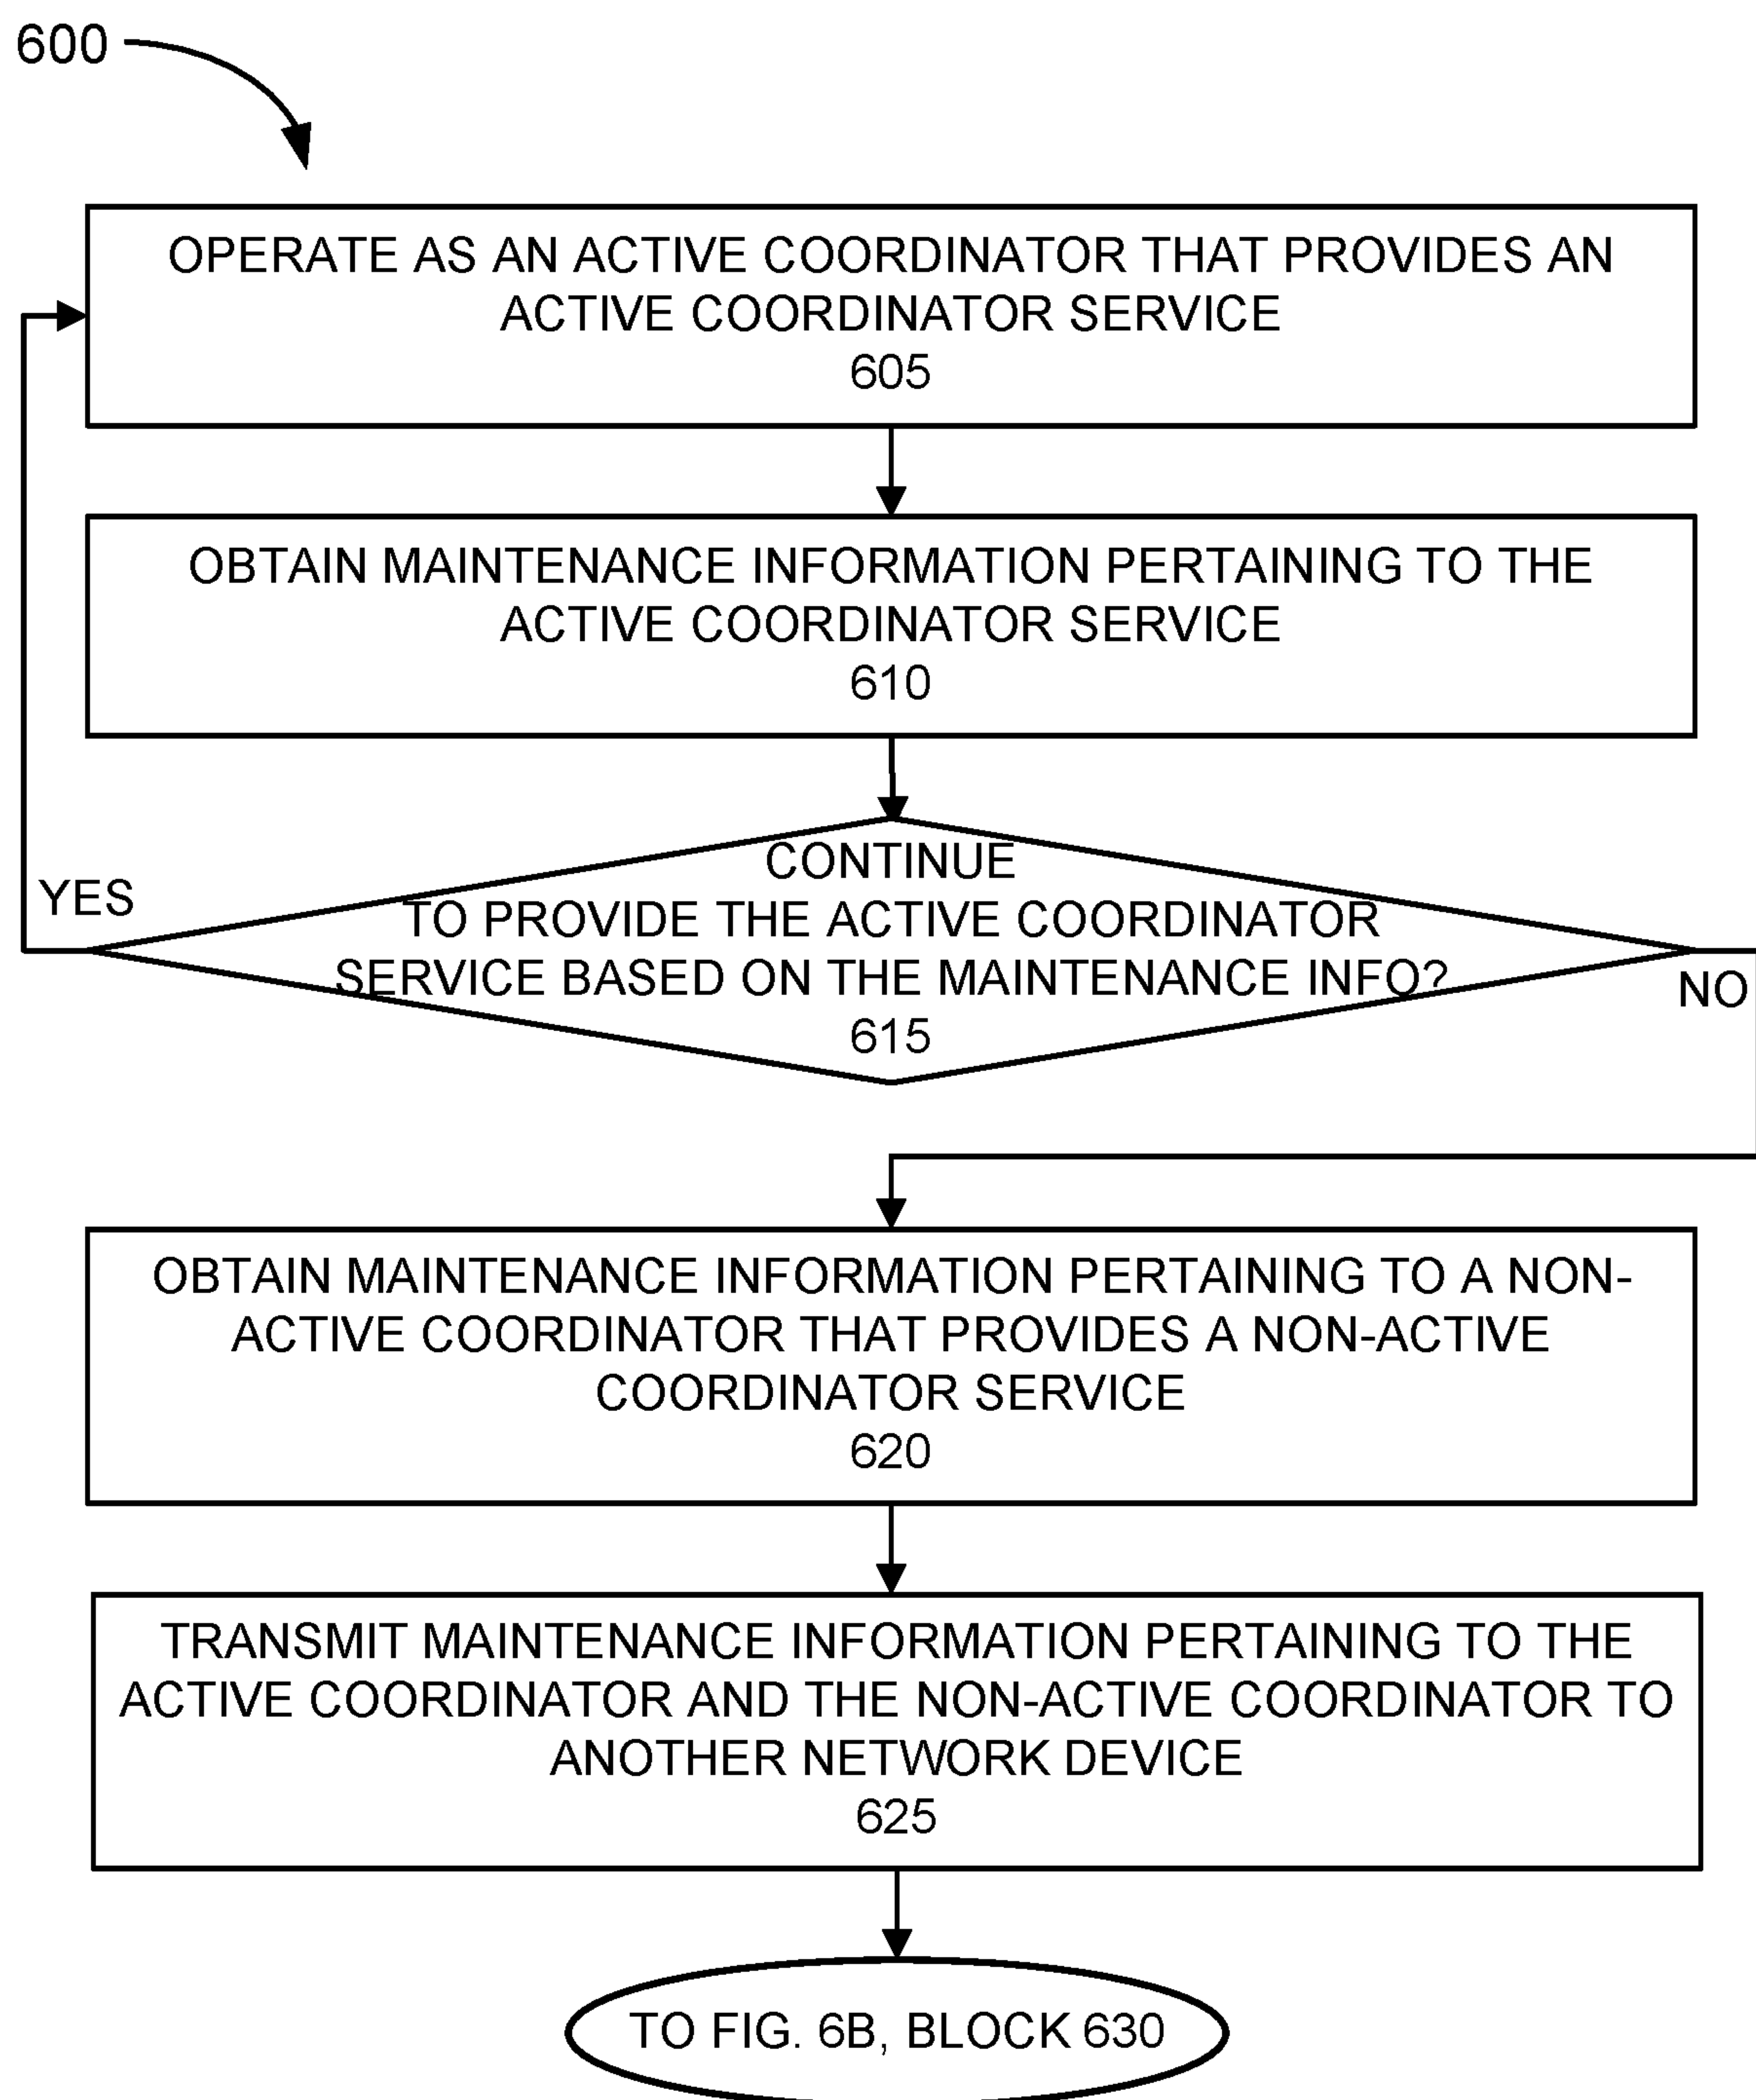 600
OPERATE AS AN ACTIVE COORDINATOR THAT PROVIDES AN
ACTIVE COORDINATOR SERVICE
605
OBTAIN MAINTENANCE INFORMATION PERTAINING TO THE
ACTIVE COORDINATOR SERVICE
610
CONTINUE
TO PROVIDE THE ACTIVE COORDINATOR
SERVICE BASED ON THE MAINTENANCE INFO?
615
YES
NO
OBTAIN MAINTENANCE INFORMATION PERTAINING TO A NON-
ACTIVE COORDINATOR THAT PROVIDES A NON-ACTIVE
COORDINATOR SERVICE
620
TRANSMIT MAINTENANCE INFORMATION PERTAINING TO THE
ACTIVE COORDINATOR AND THE NON-ACTIVE COORDINATOR TO
ANOTHER NETWORK DEVICE
625
TO FIG. 6B, BLOCK 630